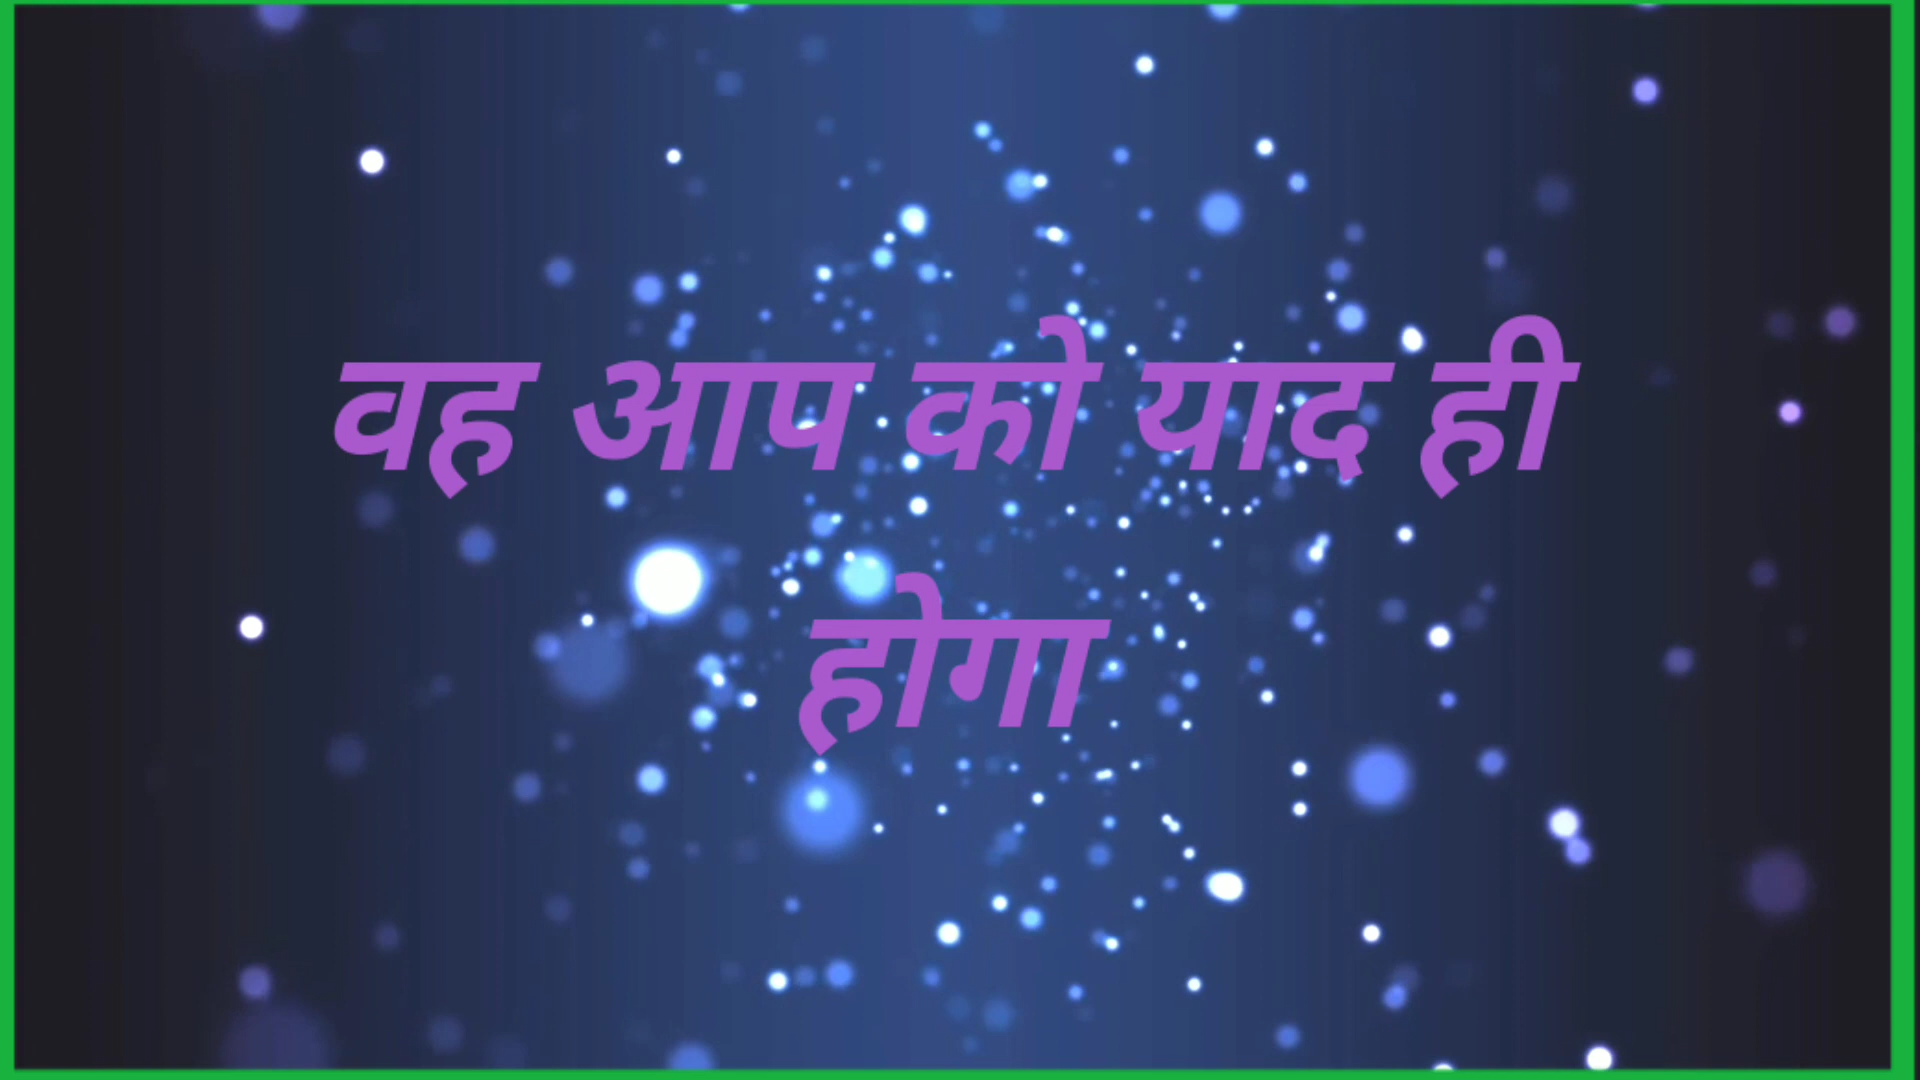 वह आप को याद ही
होगा